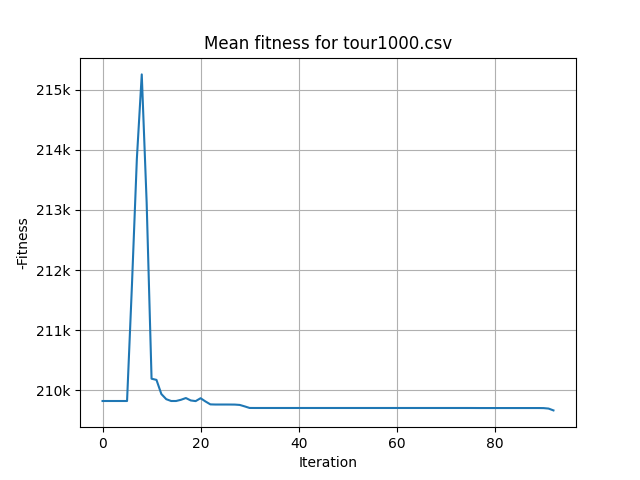 Mean fitness for tour1000.csv
215k
214k
213k
212k
211k
210k
-Fitness
0 20 40 60 80
Iteration